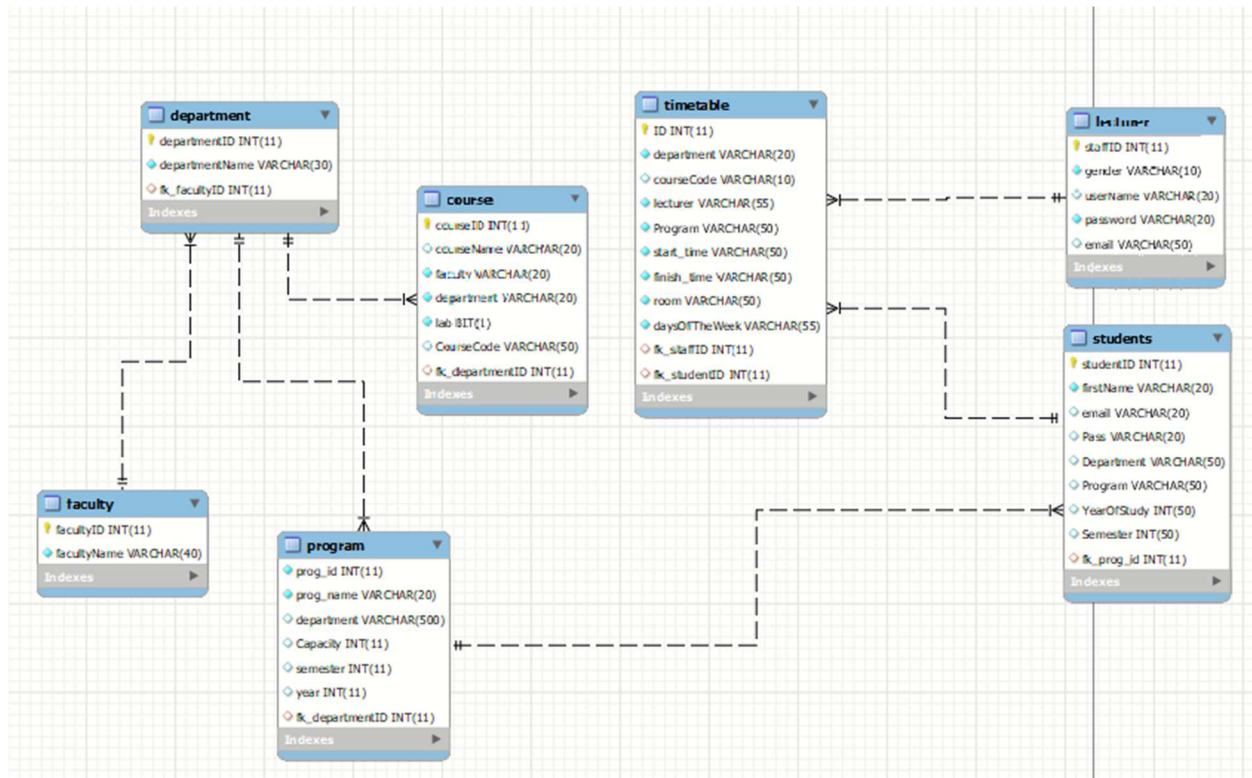 department
departmentID INT(11)
departmentName VARCHAR(30)
fk_facultyID INT(11)
Indexes
course
courseID INT(11)
courseName VARCHAR(20)
faculty VARCHAR(20)
department VARCHAR(20)
lab BIT(1)
CourseCode VARCHAR(50)
fk_departmentID INT(11)
Indexes
timetable
ID INT(11)
department VARCHAR(20)
courseCode VARCHAR(10)
lecturer VARCHAR(55)
Program VARCHAR(50)
start_time VARCHAR(50)
finish_time VARCHAR(50)
room VARCHAR(50)
daysOfTheWeek VARCHAR(55)
fk_staffID INT(11)
fk_studentID INT(11)
Indexes
lecturer
staffID INT(11)
gender VARCHAR(10)
userName VARCHAR(20)
password VARCHAR(20)
email VARCHAR(50)
Indexes
students
studentID INT(11)
firstName VARCHAR(20)
email VARCHAR(20)
Pass VARCHAR(20)
Department VARCHAR(50)
Program VARCHAR(50)
YearOfStudy INT(50)
Semester INT(50)
fk_prog_id INT(11)
Indexes
faculty
facultyID INT(11)
facultyName VARCHAR(40)
Indexes
program
prog_id INT(11)
prog_name VARCHAR(20)
department VARCHAR(500)
Capacity INT(11)
semester INT(11)
year INT(11)
fk_departmentID INT(11)
Indexes